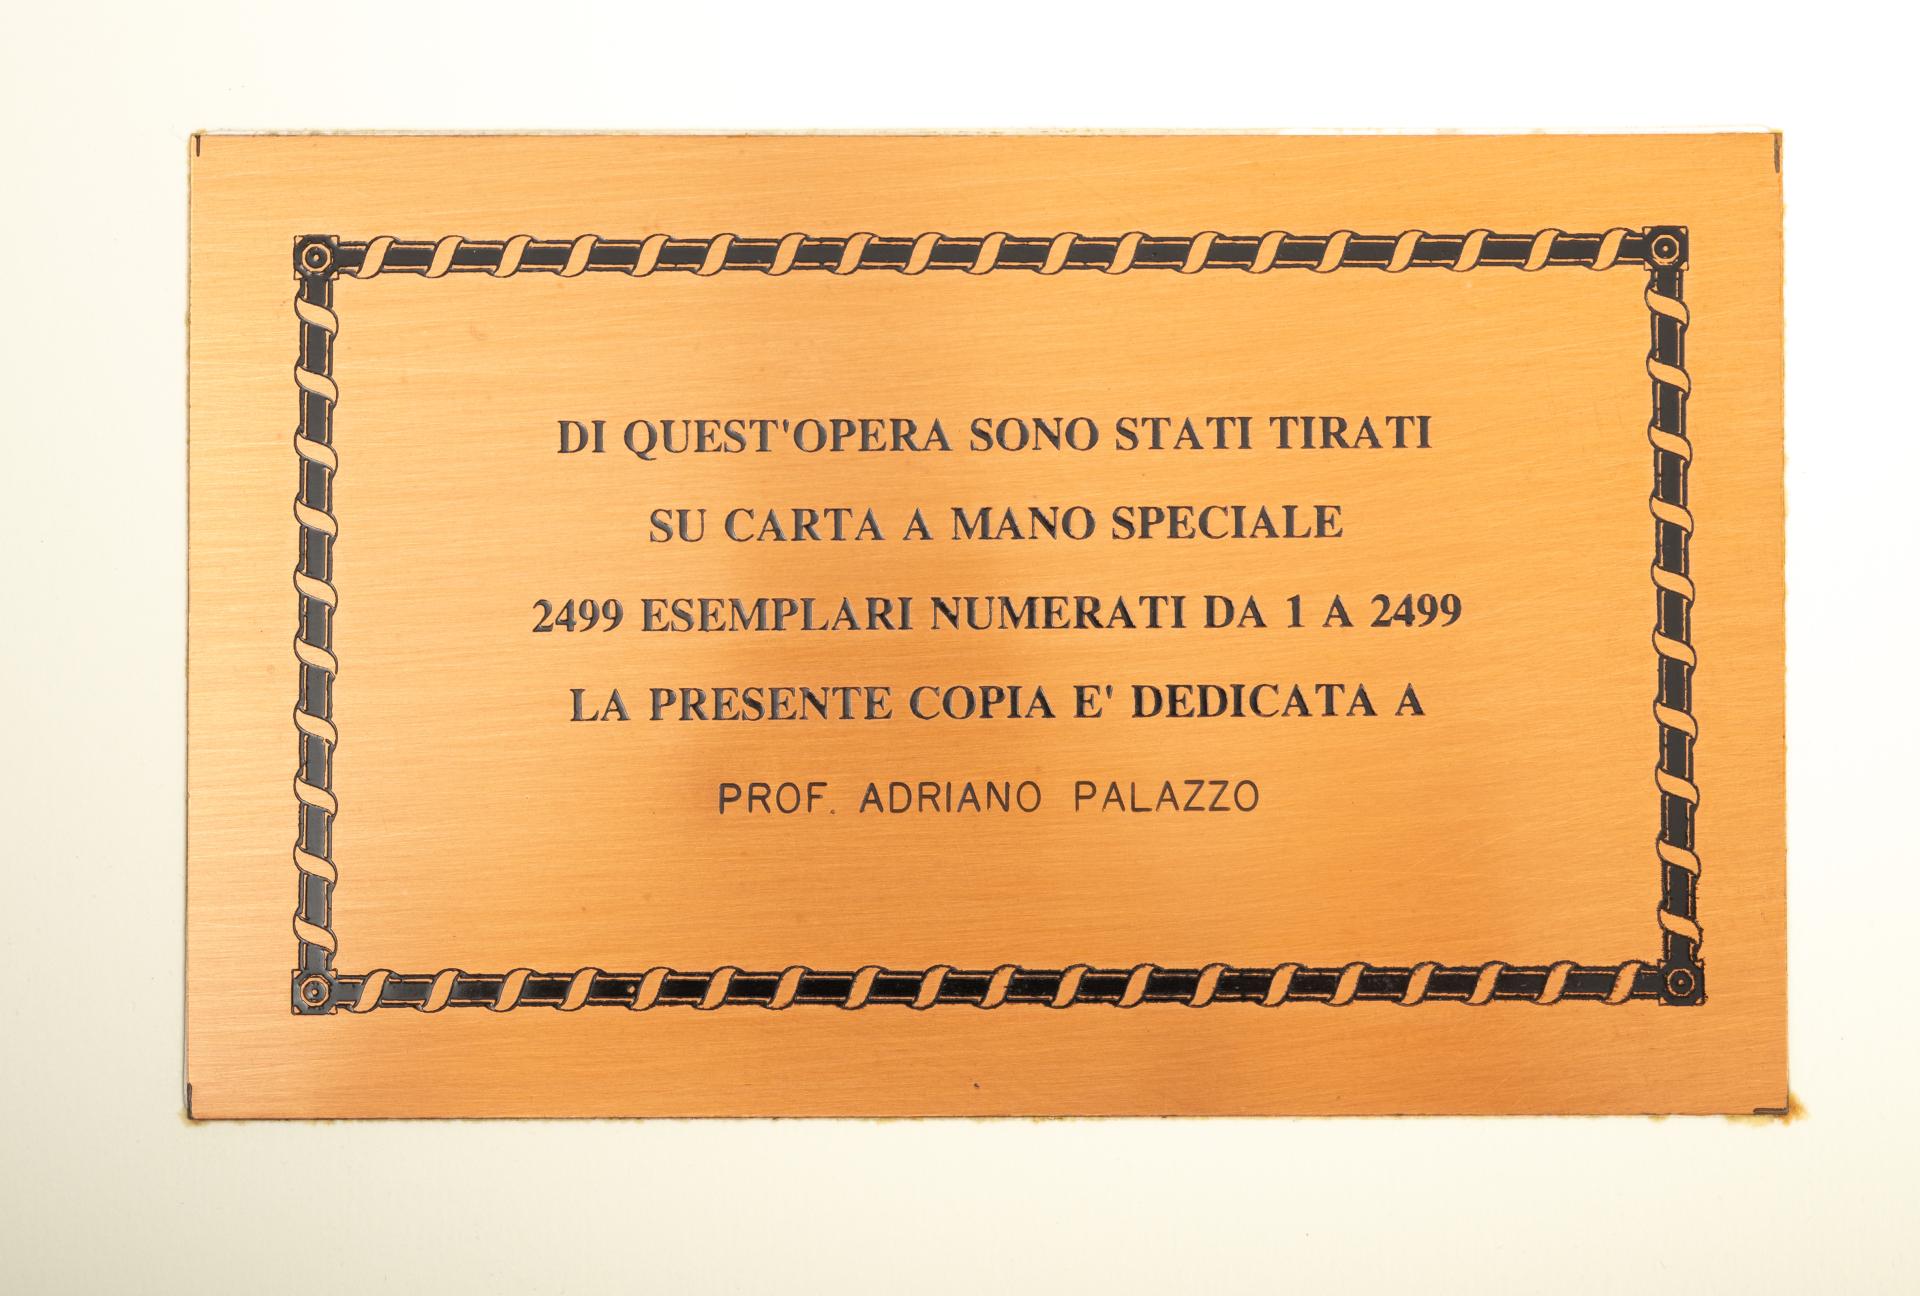 DI QUEST'OPERA SONO STATI TIRATI
SU CARTA A MANO SPECIALE
2499 ESEMPLARI NUMERATI DA 1 A 2499
LA PRESENTE COPIA E' DEDICATA A
PROF. ADRIANO PALAZZO